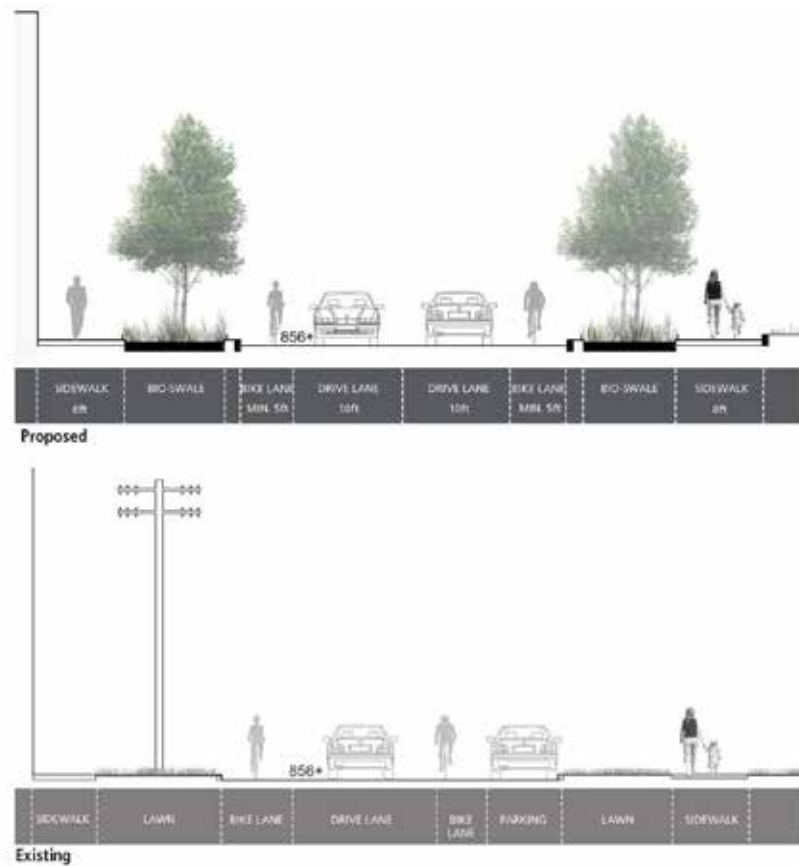 856+
SIDEWALK BIO-SWALE BIKE LANE DRIVE LANE DRIVE LANE BIKE LANE BIO-SWALE SIDEWALK
8ft MIN. 5ft 10ft 10ft MIN. 5ft 8ft
Proposed
856+
SIDEWALK LAWN BIKE LANE DRIVE LANE BIKE LANE PARKING LAWN SIDEWALK
Existing